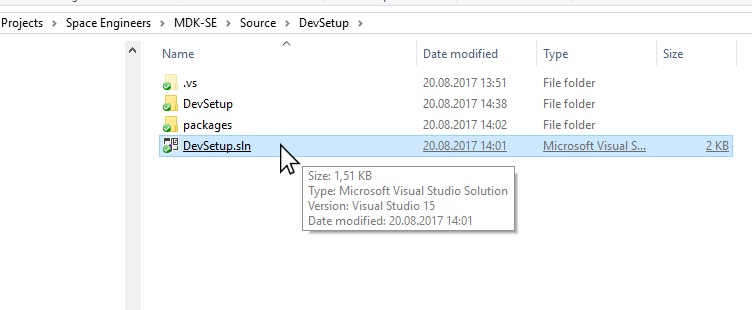 Projects > Space Engineers > MDK-SE > Source > DevSetup >
Name Date modified Type Size
.vs 20.08.2017 13:51 File folder
DevSetup 20.08.2017 14:38 File folder
packages 20.08.2017 14:02 File folder
DevSetup.sln 20.08.2017 14:01 Microsoft Visual S... 2 KB
Size: 1,51 KB
Type: Microsoft Visual Studio Solution
Version: Visual Studio 15
Date modified: 20.08.2017 14:01